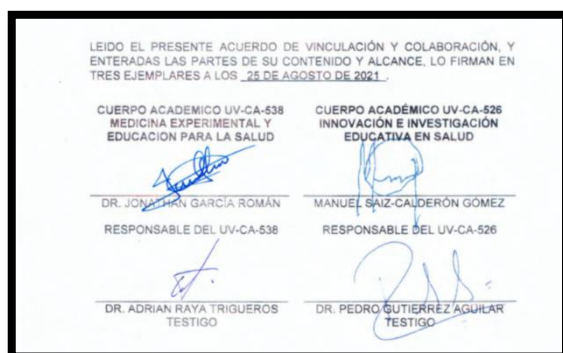 LEIDO EL PRESENTE ACUERDO DE VINCULACIÓN Y COLABORACIÓN, Y
ENTERADAS LAS PARTES DE SU CONTENIDO Y ALCANCE, LO FIRMAN EN
TRES EJEMPLARES A LOS 25 DE AGOSTO DE 2021.
CUERPO ACADEMICO UV-CA-538
MEDICINA EXPERIMENTAL Y
EDUCACION PARA LA SALUD
CUERPO ACADÉMICO UV-CA-526
INNOVACIÓN E INVESTIGACIÓN
EDUCATIVA EN SALUD
DR. JONATHAN GARCÍA ROMÁN
MANUEL SAIZ-CALDERÓN GÓMEZ
RESPONSABLE DEL UV-CA-538
RESPONSABLE DEL UV-CA-526
DR. ADRIAN RAYA TRIGUEROS
TESTIGO
DR. PEDRO GUTIERREZ AGUILAR
TESTIGO